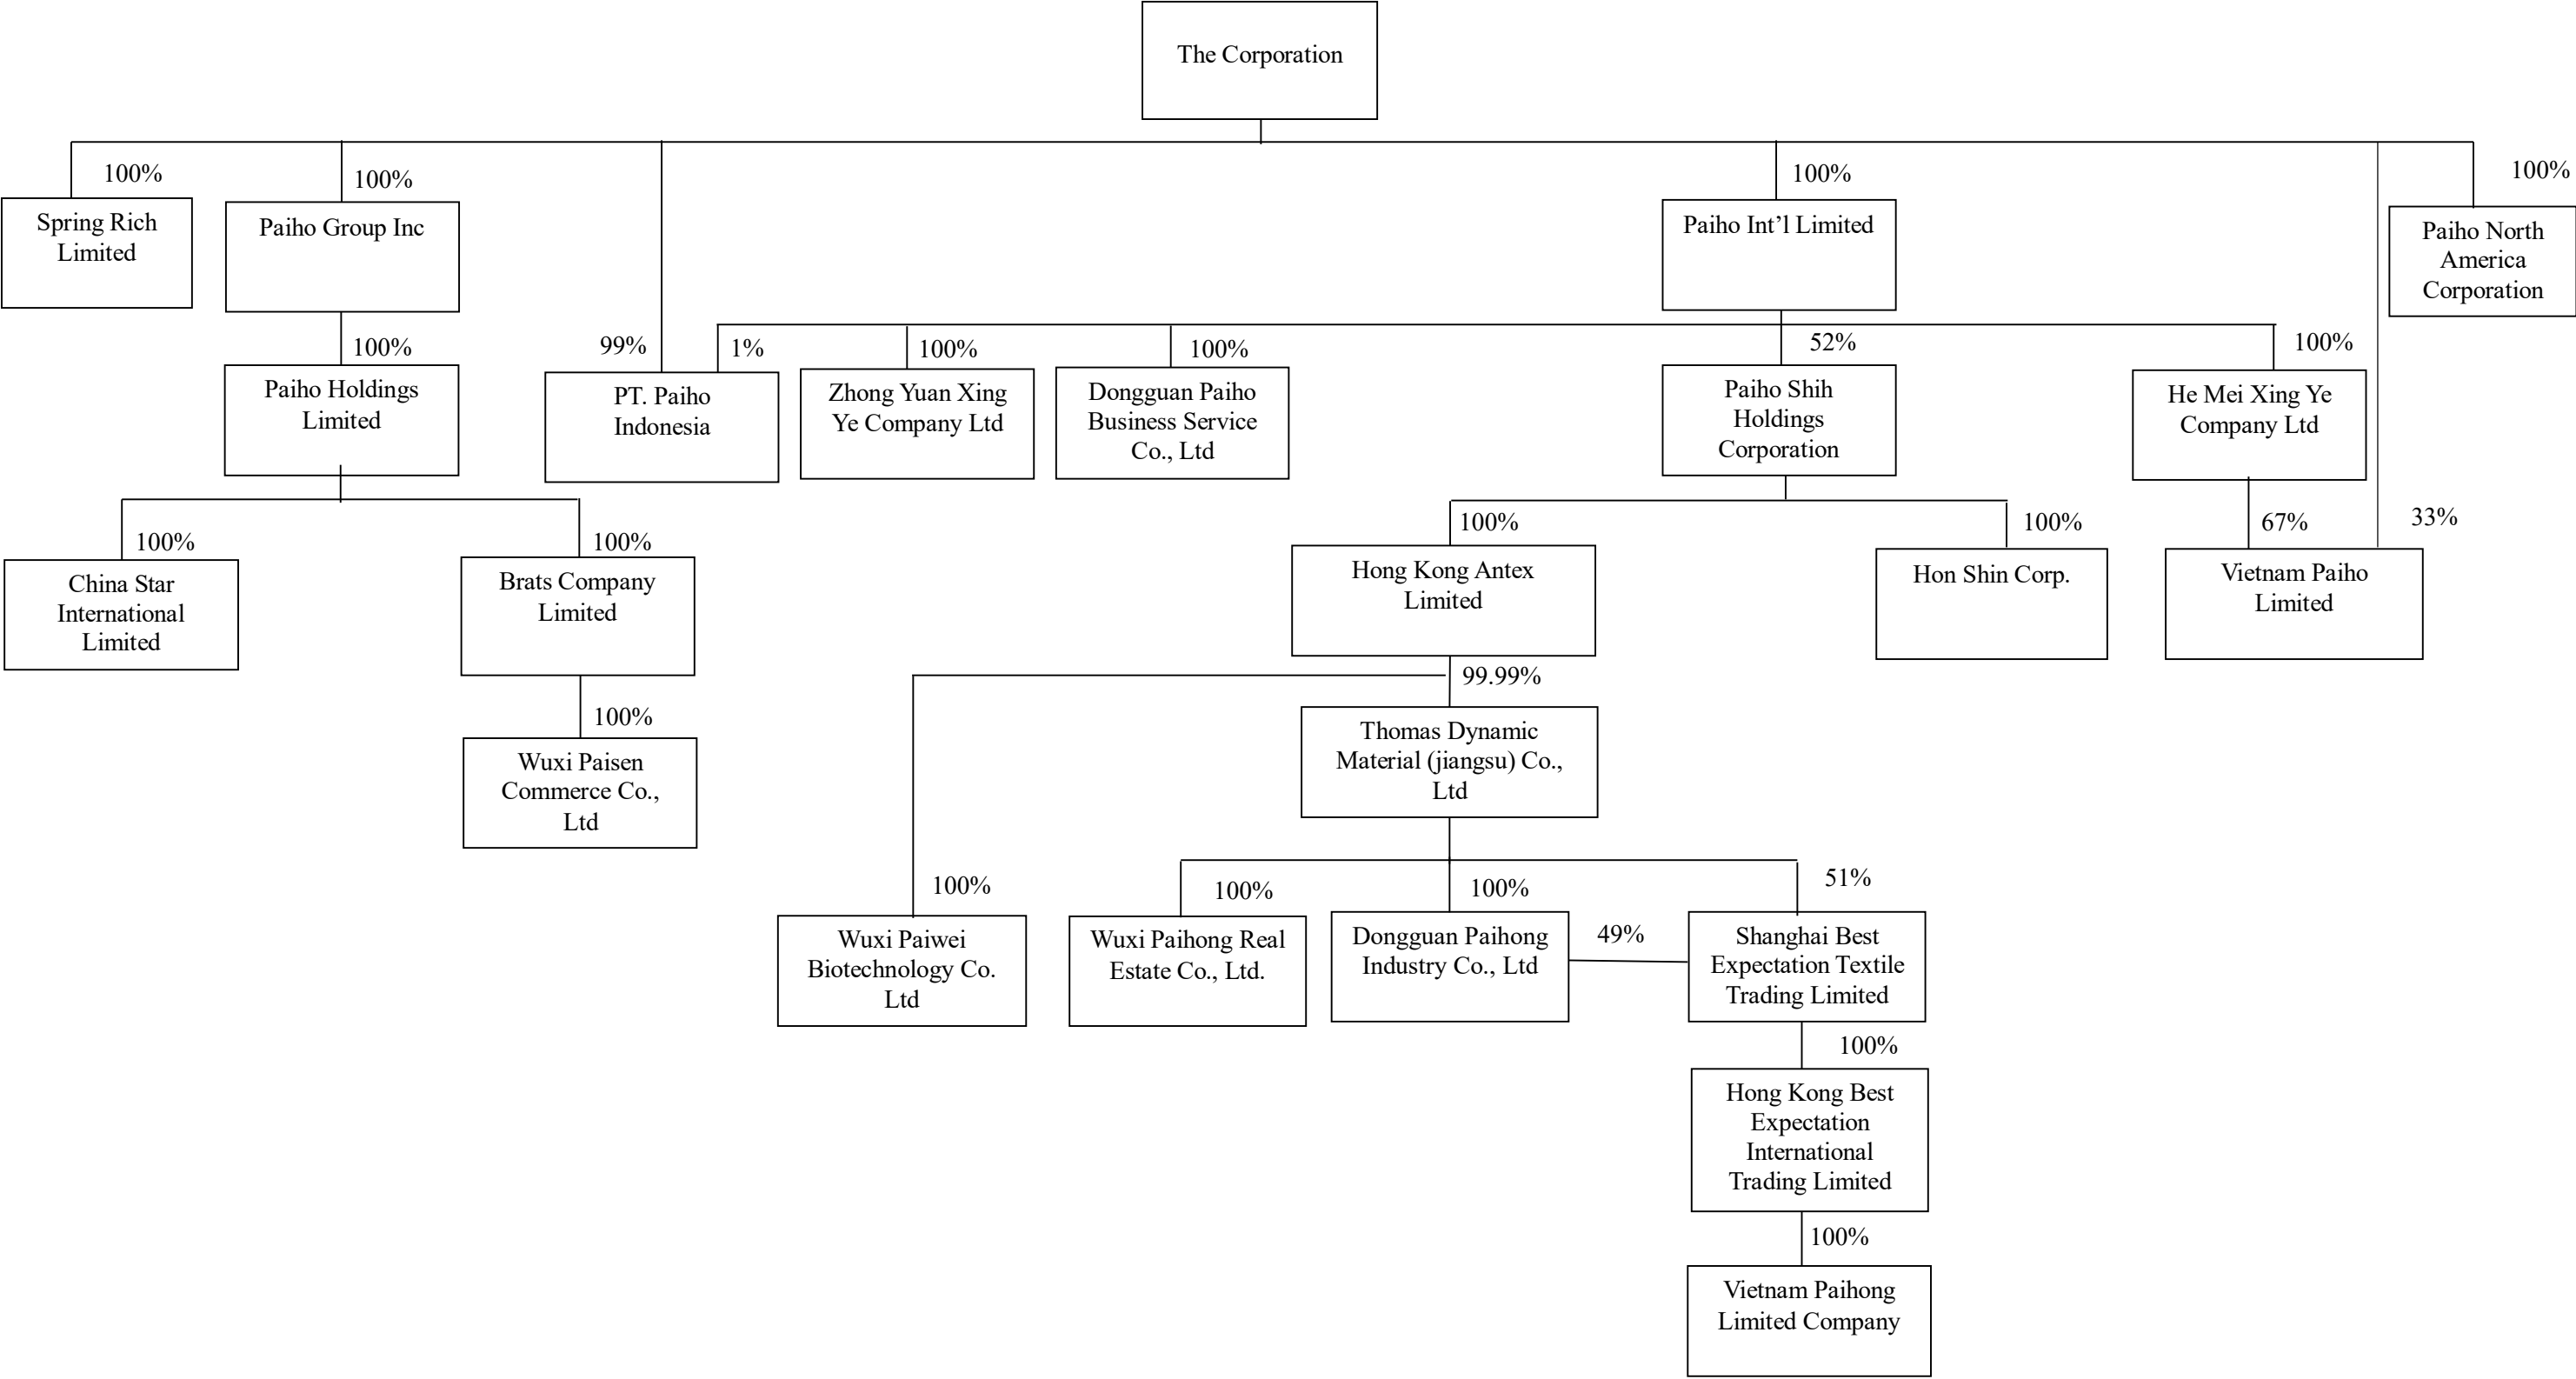 The Corporation
100%
100%
100%
100%
Spring Rich
Limited
Paiho Group Inc
Paiho Int’l Limited
Paiho North
America
Corporation
100%
99%
1%
100%
100%
52%
100%
Paiho Holdings
Limited
PT. Paiho
Indonesia
Zhong Yuan Xing
Ye Company Ltd
Dongguan Paiho
Business Service
Co., Ltd
Paiho Shih
Holdings
Corporation
He Mei Xing Ye
Company Ltd
100%
100%
100%
100%
67%
33%
China Star
International
Limited
Brats Company
Limited
Hong Kong Antex
Limited
Hon Shin Corp.
Vietnam Paiho
Limited
99.99%
100%
Wuxi Paisen
Commerce Co.,
Ltd
Thomas Dynamic
Material (jiangsu) Co.,
Ltd
100%
100%
100%
51%
Wuxi Paiwei
Biotechnology Co.
Ltd
Wuxi Paihong Real
Estate Co., Ltd.
Dongguan Paihong
Industry Co., Ltd
49%
Shanghai Best
Expectation Textile
Trading Limited
100%
Hong Kong Best
Expectation
International
Trading Limited
100%
Vietnam Paihong
Limited Company